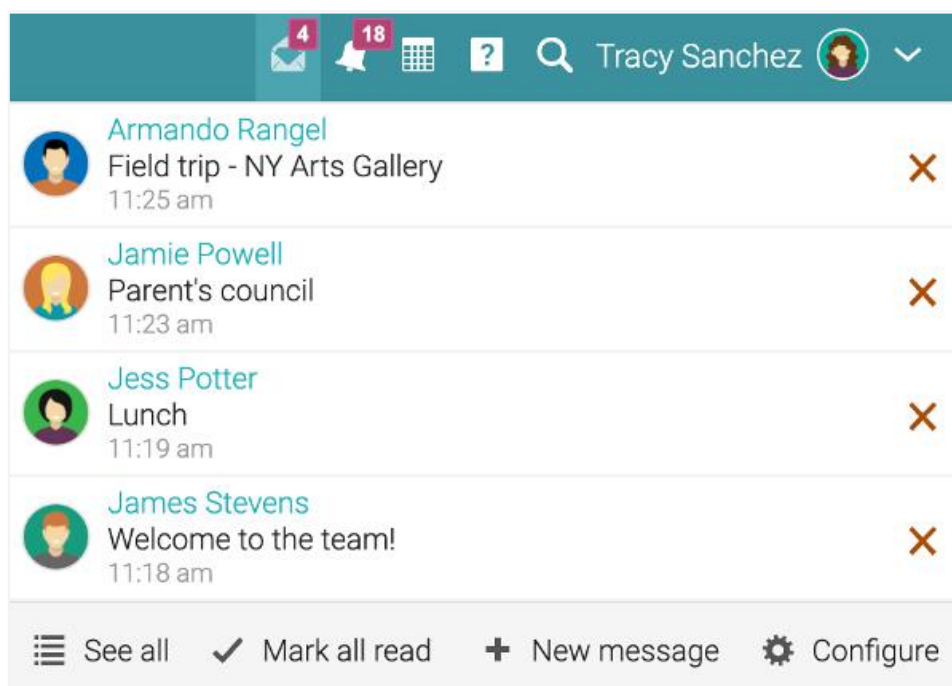 4 18 ? Tracy Sanchez
Armando Rangel
Field trip - NY Arts Gallery
11:25 am
Jamie Powell
Parent's council
11:23 am
Jess Potter
Lunch
11:19 am
James Stevens
Welcome to the team!
11:18 am
See all Mark all read New message Configure